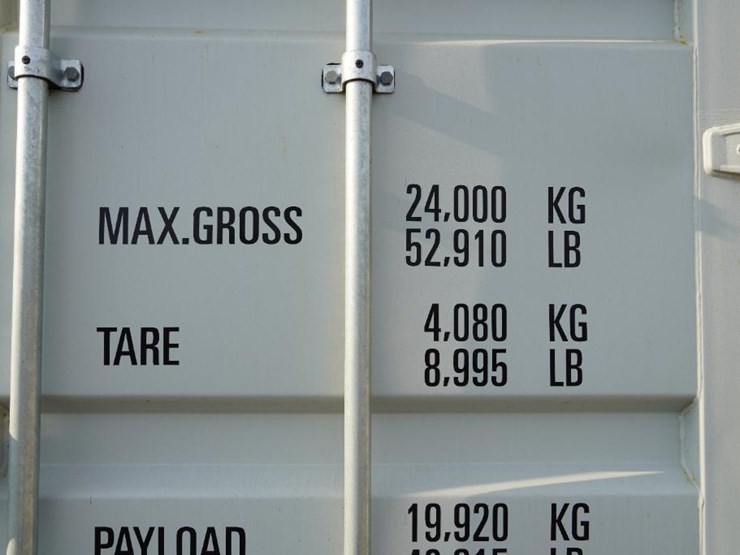 MAX.GROSS 24,000 KG
52,910 LB
TARE 4,080 KG
8,995 LB
PAYLOAD 19,920 KG